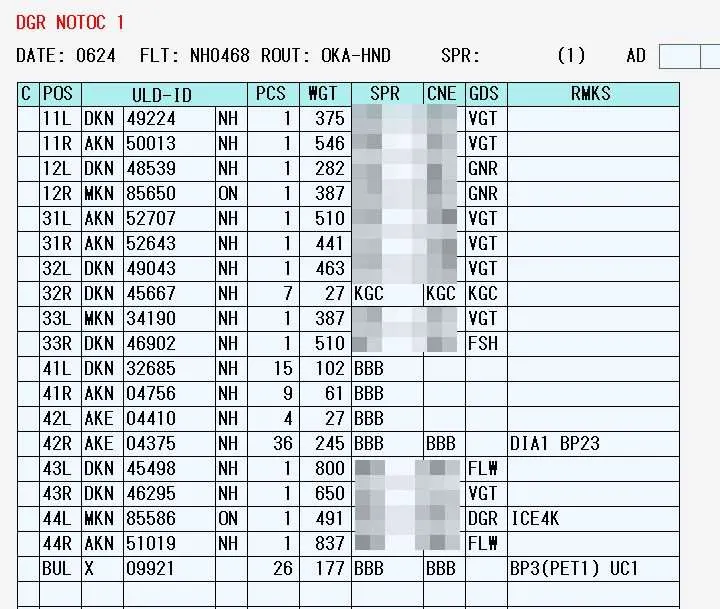 DGR NOTOC 1
DATE: 0624 FLT: NH0468 ROUT: OKA-HND SPR: (1) AD
C POS ULD-ID PCS WGT SPR CNE GDS RMKS
11L DKN 49224 NH 1 375 VGT
11R AKN 50013 NH 1 546 VGT
12L DKN 48539 NH 1 282 GNR
12R MKN 85650 ON 1 387 GNR
31L AKN 52707 NH 1 510 VGT
31R AKN 52643 NH 1 441 VGT
32L DKN 49043 NH 1 463 VGT
32R DKN 45667 NH 7 27 KGC KGC KGC
33L MKN 34190 NH 1 387 VGT
33R DKN 46902 NH 1 510 FSH
41L DKN 32685 NH 15 102 BBB
41R AKN 04756 NH 9 61 BBB
42L AKE 04410 NH 4 27 BBB
42R AKE 04375 NH 36 245 BBB BBB DIA1 BP23
43L DKN 45498 NH 1 800 FLW
43R DKN 46295 NH 1 650 VGT
44L MKN 85586 ON 1 491 DGR ICE4K
44R AKN 51019 NH 1 837 FLW
BUL X 09921 26 177 BBB BBB BP3(PET1) UC1